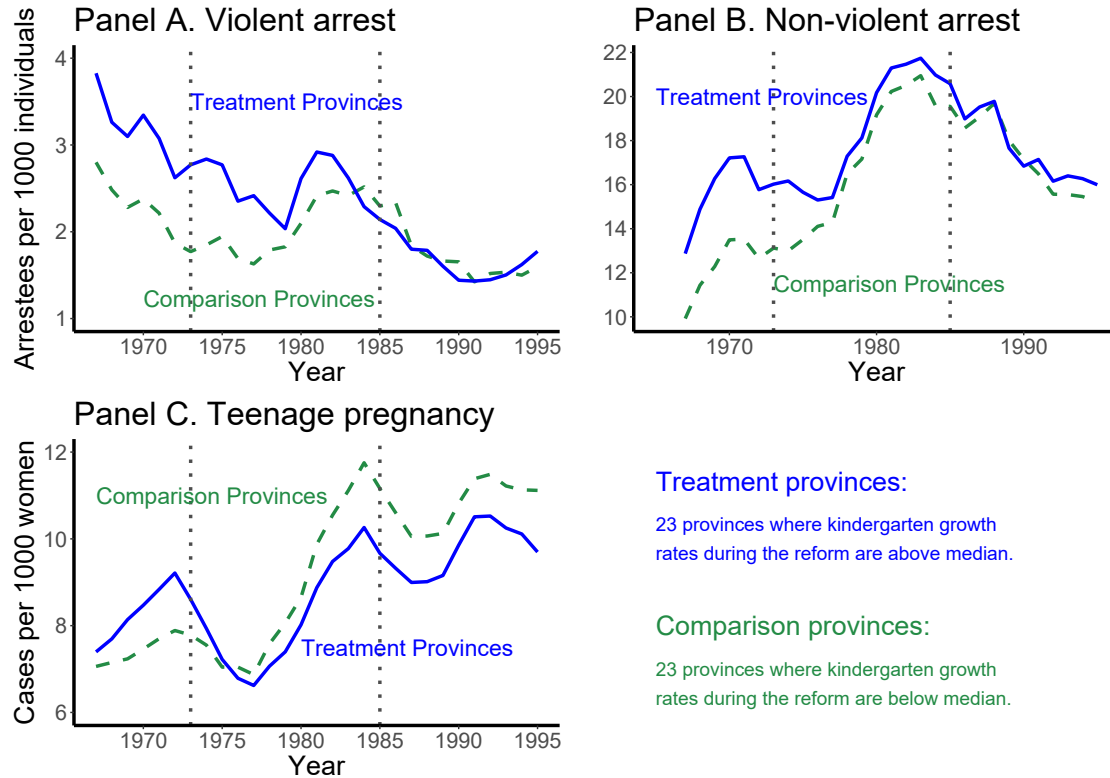 Panel A. Violent arrest
Arrestees per 1000 individuals
4
3
2
1
Treatment Provinces
Comparison Provinces
1970 1975 1980 1985 1990 1995
Year
Panel B. Non-violent arrest
22
20
18
16
14
12
10
Treatment Provinces
Comparison Provinces
1970 1980 1990
Year
Panel C. Teenage pregnancy
Cases per 1000 women
12
10
8
6
Comparison Provinces
Treatment Provinces
1970 1975 1980 1985 1990 1995
Year
Treatment provinces:
23 provinces where kindergarten growth
rates during the reform are above median.
Comparison provinces:
23 provinces where kindergarten growth
rates during the reform are below median.